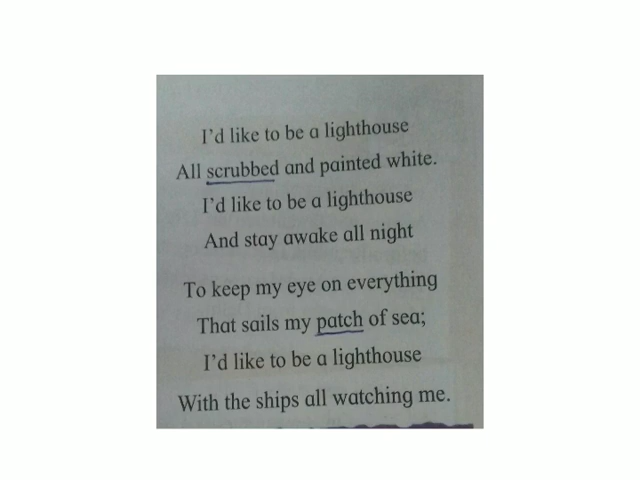 I'd like to be a lighthouse
All scrubbed and painted white.
I'd like to be a lighthouse
And stay awake all night
To keep my eye on everything
That sails my patch of sea;
I'd like to be a lighthouse
With the ships all watching me.